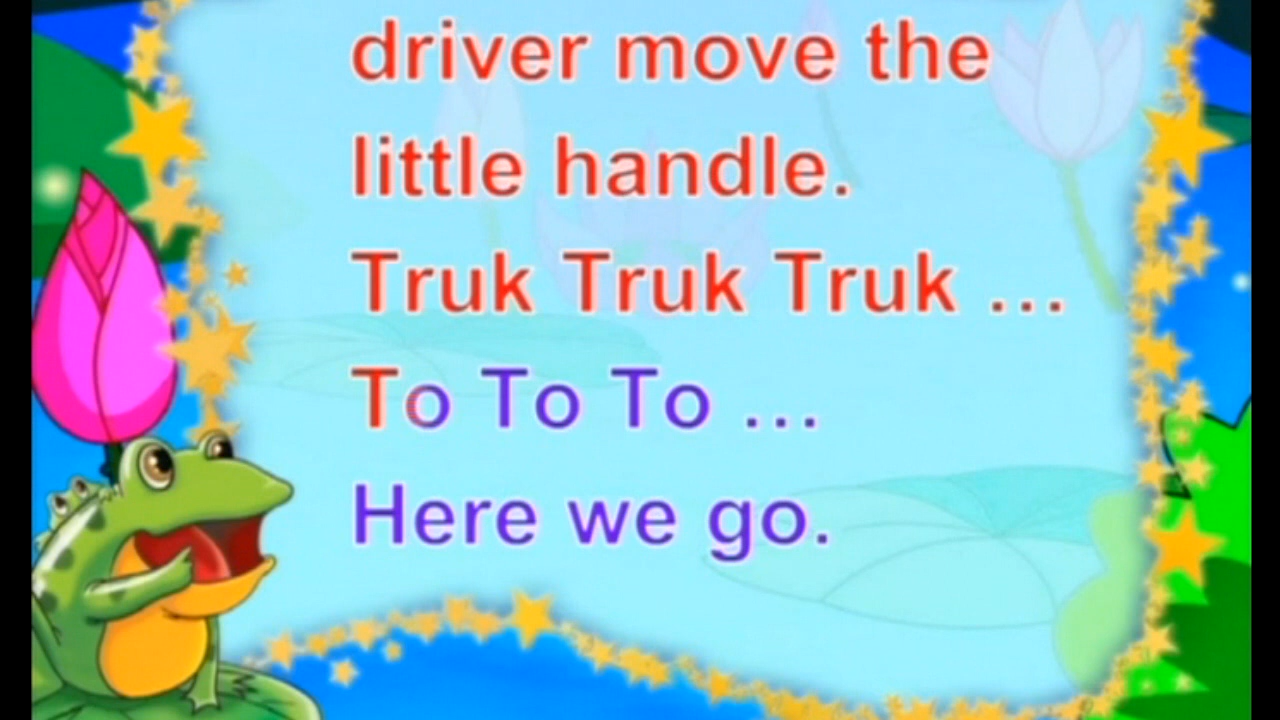 driver move the
little handle.
Truk Truk Truk ...
To To To ...
Here we go.